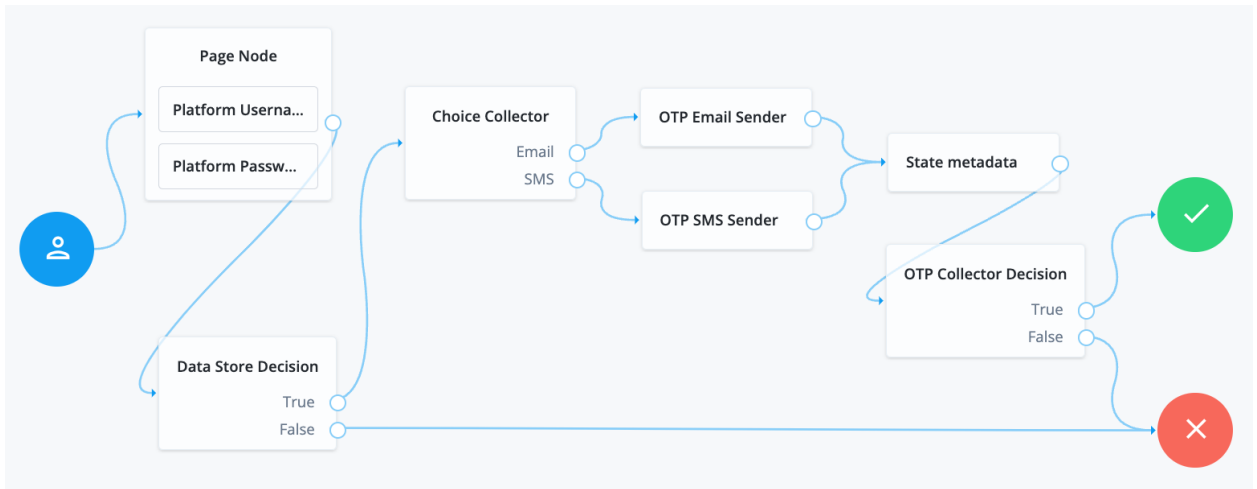 Page Node
Platform Userna...
Platform Passw...
Data Store Decision
True
False
Choice Collector
Email
SMS
OTP Email Sender
OTP SMS Sender
State metadata
OTP Collector Decision
True
False